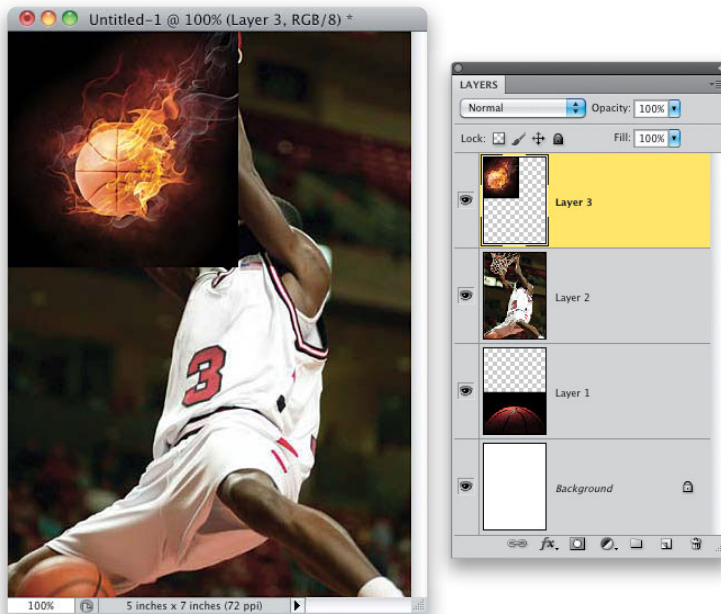 Untitled-1 @ 100% (Layer 3, RGB/8) *
3
100%
5 inches x 7 inches (72 ppi)
LAYERS
Normal
Opacity: 100%
Lock:
Fill: 100%
Layer 3
Layer 2
Layer 1
Background
fx.